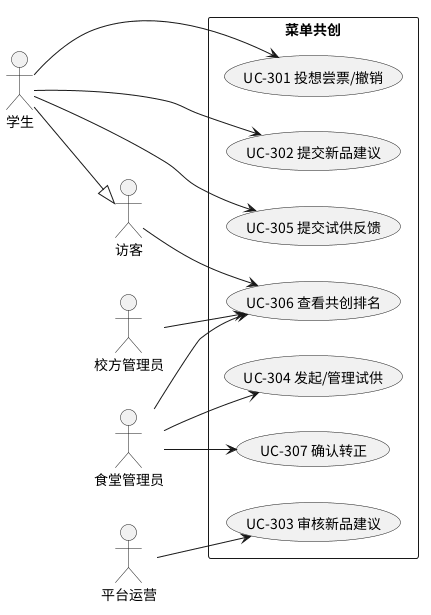 菜单共创
UC-301 投想尝票/撤销
学生
UC-302 提交新品建议
UC-305 提交试供反馈
访客
UC-306 查看共创排名
校方管理员
UC-304 发起/管理试供
UC-307 确认转正
食堂管理员
UC-303 审核新品建议
平台运营